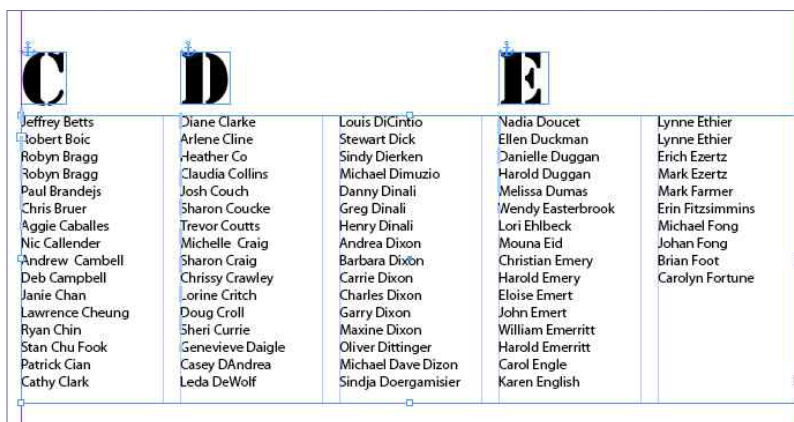 C
Jeffrey Betts
Robert Boic
Robyn Bragg
Robyn Bragg
Paul Brandejs
Chris Bruer
Aggie Caballes
Nic Callender
Andrew  Cambell
Deb Campbell
Janie Chan
Lawrence Cheung
Ryan Chin
Stan Chu Fook
Patrick Cian
Cathy Clark
D
Diane Clarke
Arlene Cline
Heather Co
Claudia Collins
Josh Couch
Sharon Coucke
Trevor Coutts
Michelle  Craig
Sharon Craig
Chrissy Crawley
Lorine Critch
Doug Croll
Sheri Currie
Genevieve Daigle
Casey DAndrea
Leda DeWolf
Louis DiCintio
Stewart Dick
Sindy Dierken
Michael Dimuzio
Danny Dinali
Greg Dinali
Henry Dinali
Andrea Dixon
Barbara Dixon
Carrie Dixon
Charles Dixon
Garry Dixon
Maxine Dixon
Oliver Dittinger
Michael Dave Dizon
Sindja Doergamisier
E
Nadia Doucet
Ellen Duckman
Danielle Duggan
Harold Duggan
Melissa Dumas
Wendy Easterbrook
Lori Ehlbeck
Mouna Eid
Christian Emery
Harold Emery
Eloise Emert
John Emert
William Emerritt
Harold Emerritt
Carol Engle
Karen English
Lynne Ethier
Lynne Ethier
Erich Ezertz
Mark Ezertz
Mark Farmer
Erin Fitzsimmins
Michael Fong
Johan Fong
Brian Foot
Carolyn Fortune